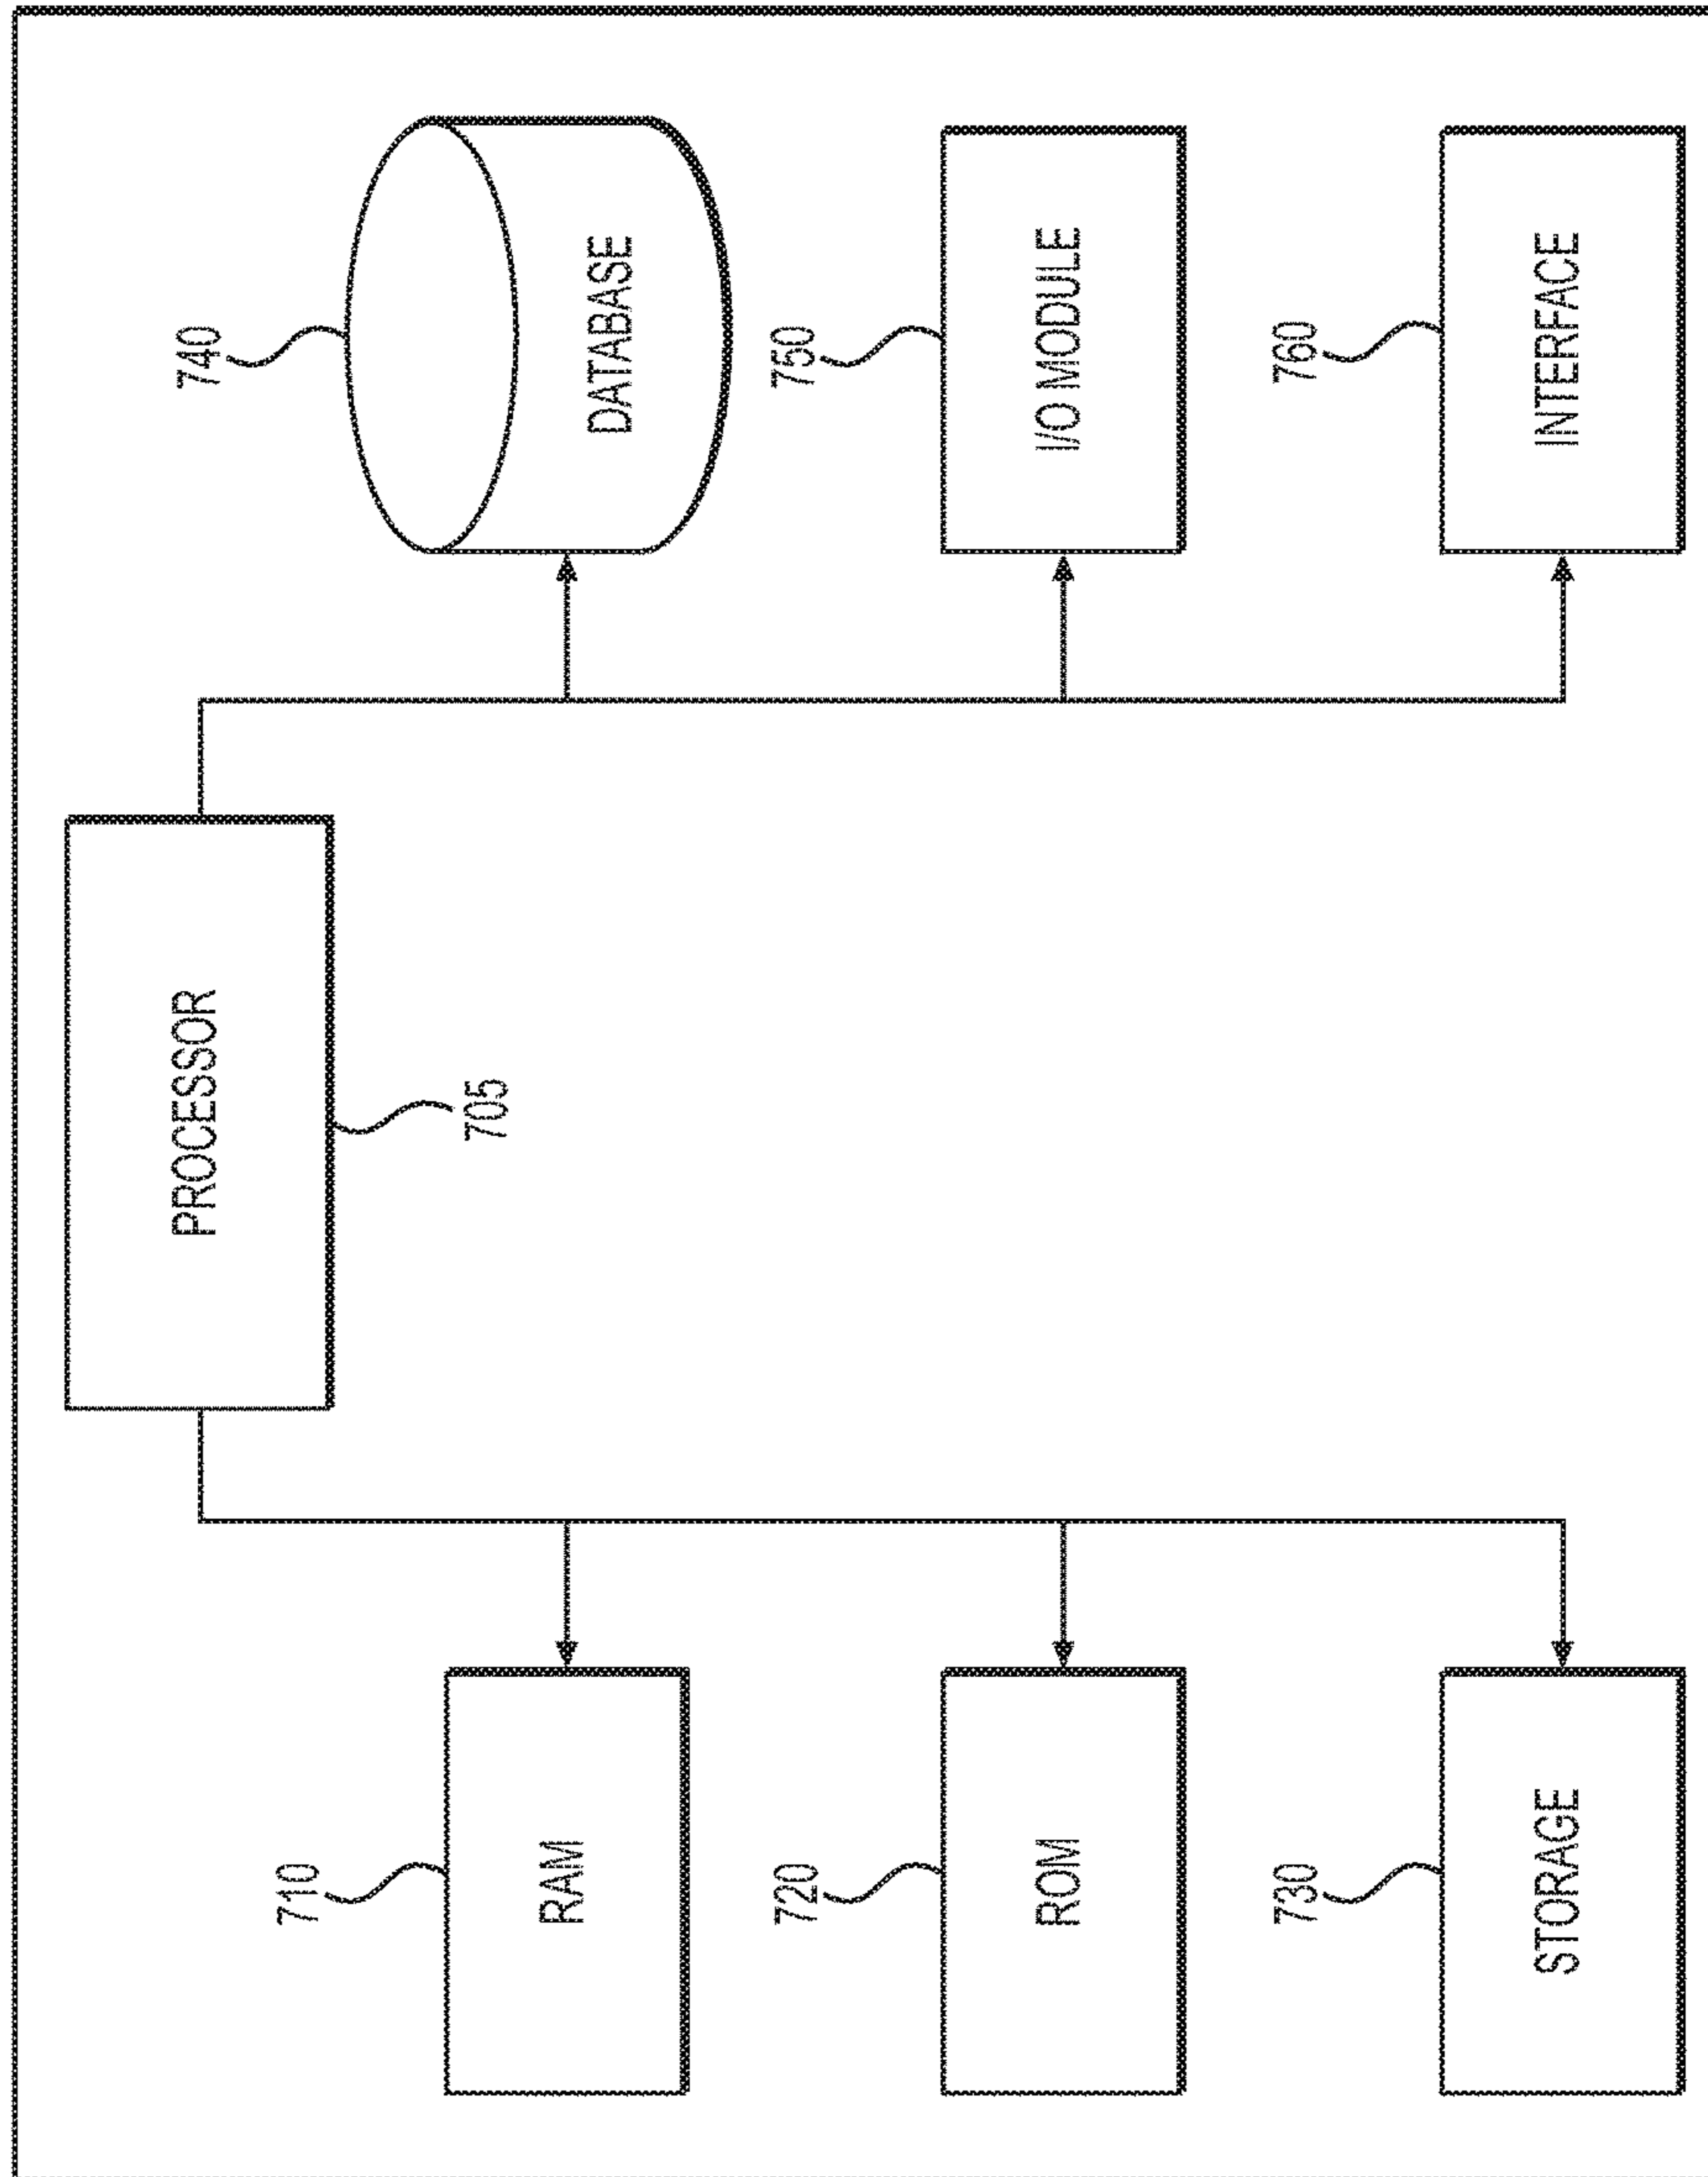 PROCESSOR
705
710
RAM
720
ROM
730
STORAGE
740
DATABASE
750
I/O MODULE
760
INTERFACE